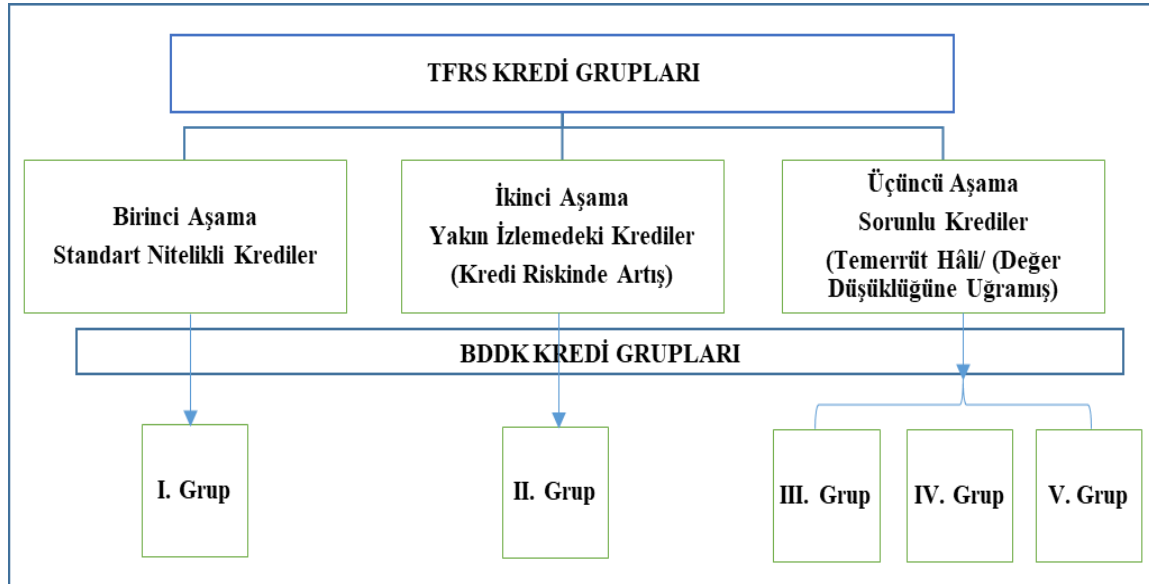 TFRS KREDİ GRUPLARI
Birinci Aşama
Standart Nitelikli Krediler
İkinci Aşama
Yakın İzlemedeki Krediler
(Kredi Riskinde Artış)
Üçüncü Aşama
Sorunlu Krediler
(Temerrüt Hâli/ (Değer
Düşüklüğüne Uğramış)
BDDK KREDİ GRUPLARI
I. Grup
II. Grup
III. Grup
IV. Grup
V. Grup